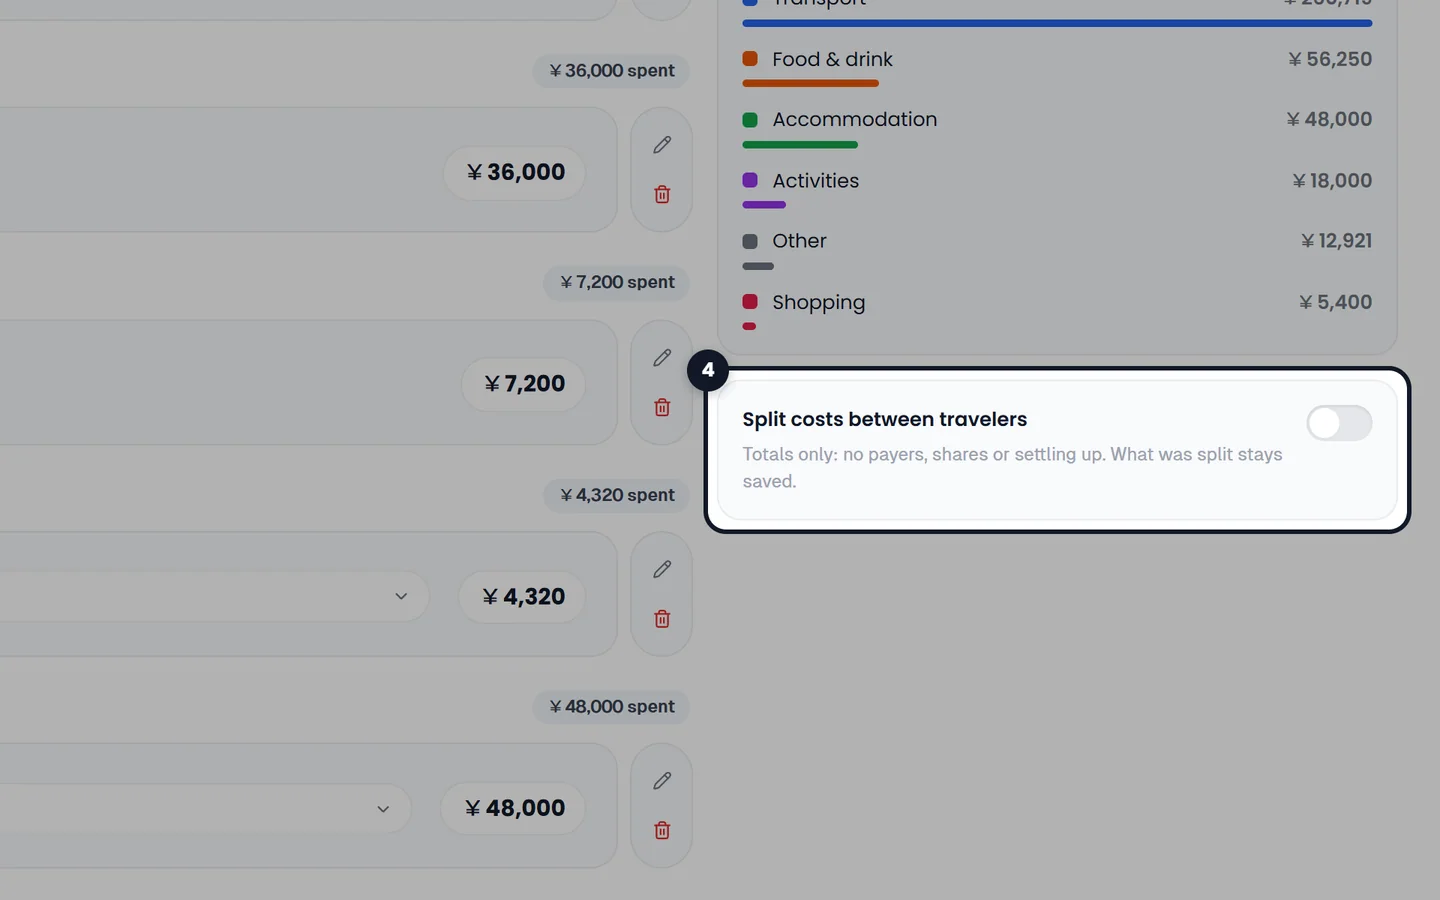 ¥ 36,000 spent
¥ 36,000
¥ 7,200 spent
¥ 7,200
¥ 4,320 spent
¥ 4,320
¥ 48,000 spent
¥ 48,000
Transport
Food & drink ¥ 56,250
Accommodation ¥ 48,000
Activities ¥ 18,000
Other ¥ 12,921
Shopping ¥ 5,400
4
Split costs between travelers
Totals only: no payers, shares or settling up. What was split stays
saved.